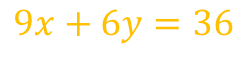 9x + 6y = 36